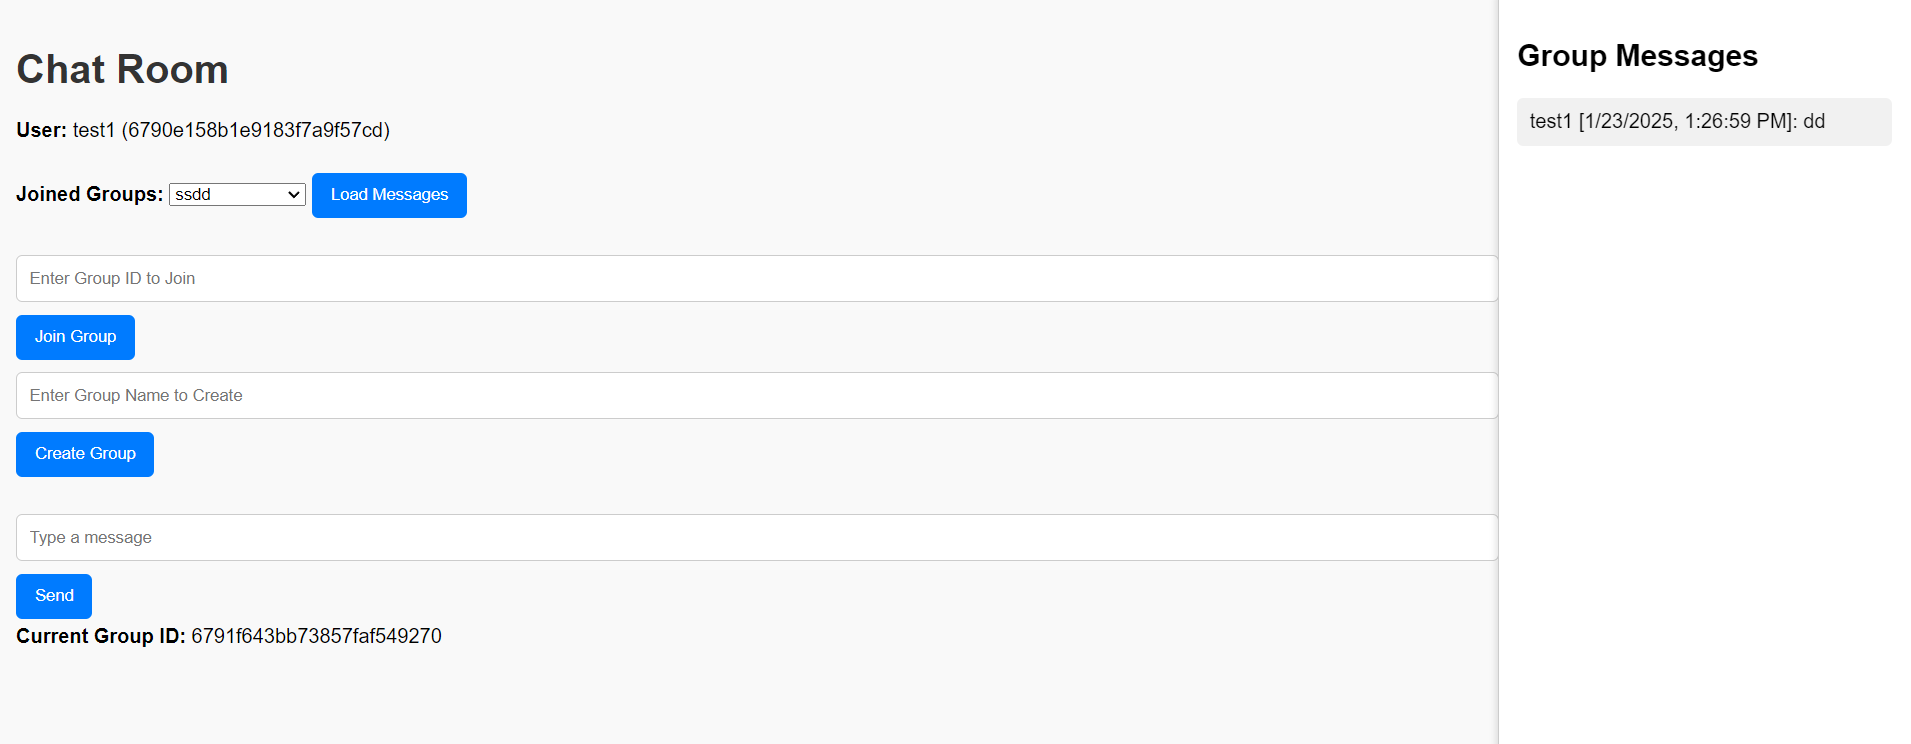 Chat Room
User: test1 (6790e158b1e9183f7a9f57cd)
Joined Groups: ssdd Load Messages
Enter Group ID to Join
Join Group
Enter Group Name to Create
Create Group
Type a message
Send
Current Group ID: 6791f643bb73857faf549270
Group Messages
test1 [1/23/2025, 1:26:59 PM]: dd